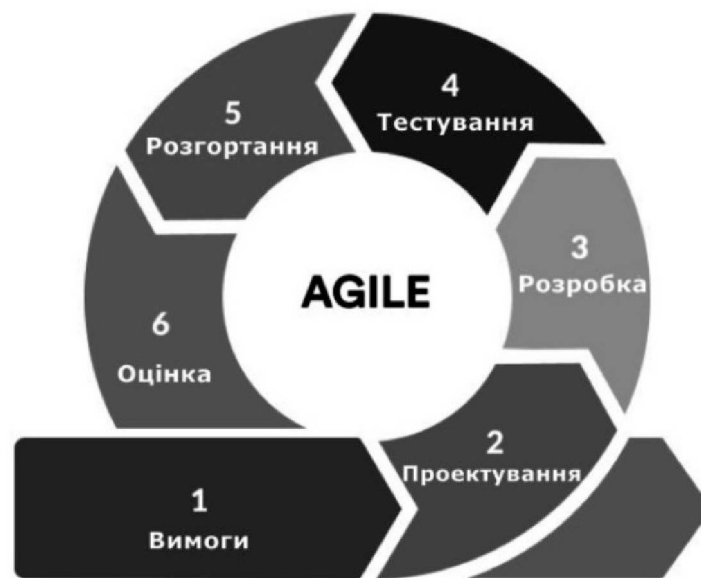 AGILE
1
Вимоги
2
Проектування
3
Розробка
4
Тестування
5
Розгортання
6
Оцінка